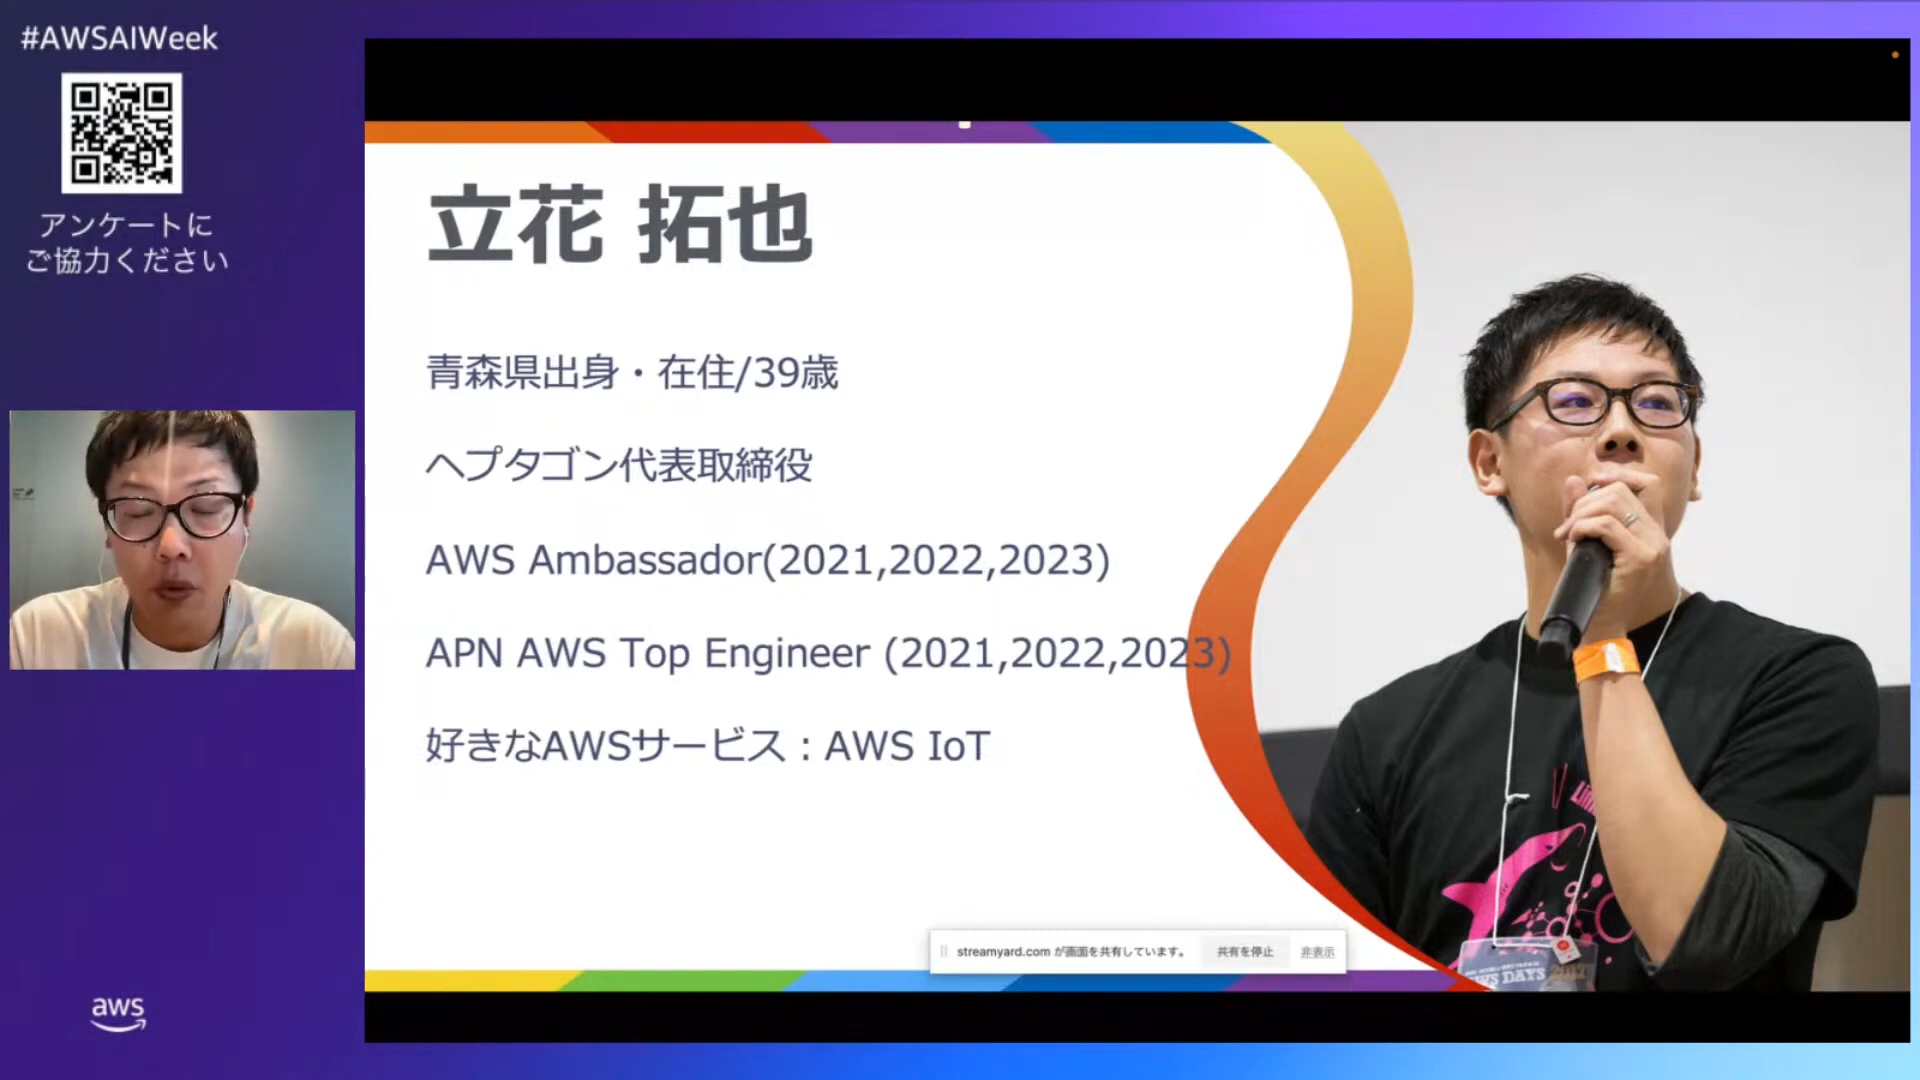 #AWSAIWeek
アンケートに
ご協力ください
立花 拓也
青森県出身・在住/39歳
ヘプタゴン代表取締役
AWS Ambassador(2021,2022,2023)
APN AWS Top Engineer (2021,2022,2023)
好きなAWSサービス：AWS IoT
streamyard.com が画面を共有しています。 共有を停止 非表示
DAYS
aws